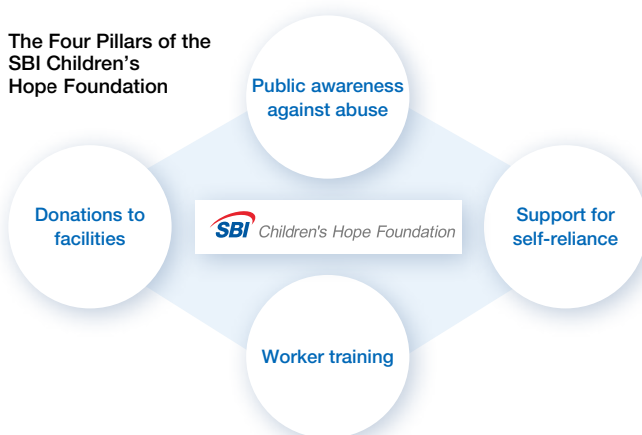 The Four Pillars of the
SBI Children’s
Hope Foundation
Public awareness
against abuse
Donations to
facilities
SBI Children's Hope Foundation
Support for
self-reliance
Worker training